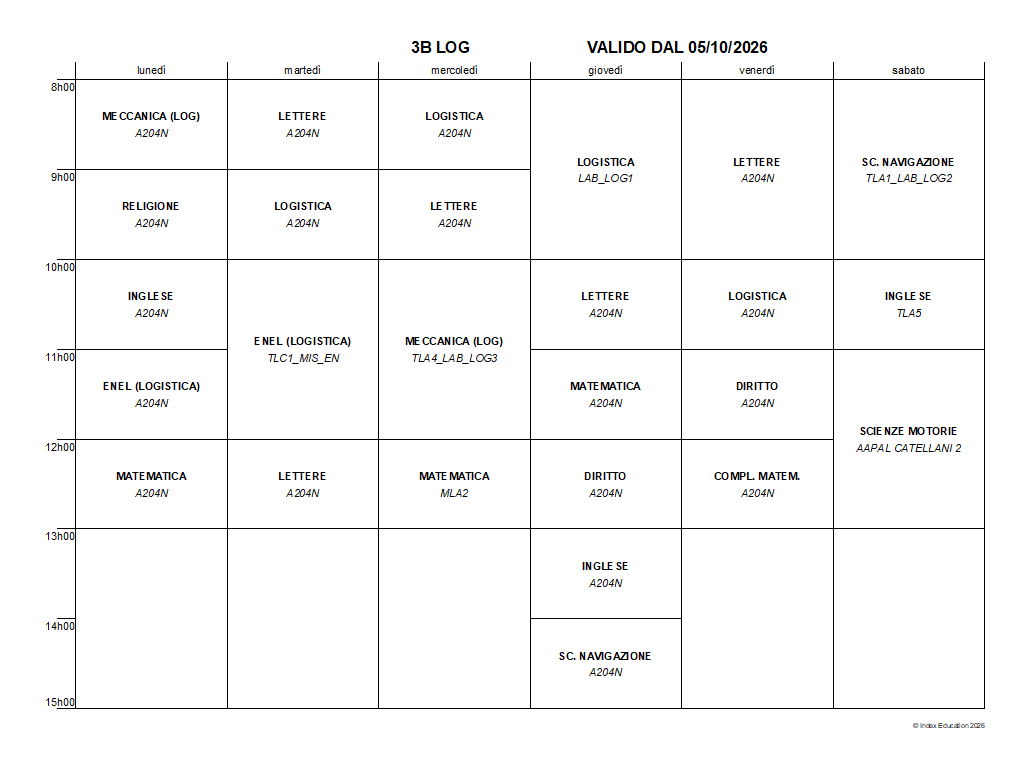 3B LOG VALIDO DAL 05/10/2026
lunedì martedì mercoledì giovedì venerdì sabato
8h00
MECCANICA (LOG) LETTERE LOGISTICA
A204N A204N A204N
LOGISTICA LETTERE SC. NAVIGAZIONE
LAB_LOG1 A204N TLA1_LAB_LOG2
9h00
RELIGIONE LOGISTICA LETTERE
A204N A204N A204N
10h00
INGLESE LETTERE LOGISTICA INGLESE
A204N A204N A204N TLA5
ENEL (LOGISTICA) MECCANICA (LOG)
TLC1_MIS_EN TLA4_LAB_LOG3
11h00
ENEL (LOGISTICA) MATEMATICA DIRITTO
A204N A204N A204N
SCIENZE MOTORIE
AAPAL CATELLANI 2
12h00
MATEMATICA LETTERE MATEMATICA DIRITTO COMPL. MATEM.
A204N A204N MLA2 A204N A204N
13h00
INGLESE
A204N
14h00
SC. NAVIGAZIONE
A204N
15h00
© Index Education 2026